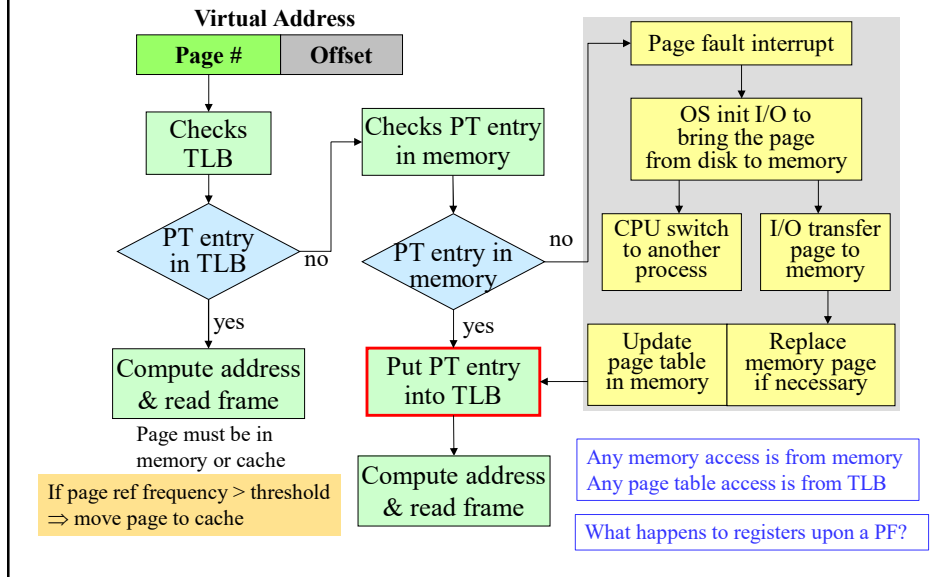 Virtual Address
Page #
Offset
Checks
TLB
PT entry
in TLB
no
yes
Compute address
& read frame
Page must be in
memory or cache
If page ref frequency > threshold
⇒ move page to cache
Checks PT entry
in memory
PT entry in
memory
no
yes
Put PT entry
into TLB
Compute address
& read frame
Page fault interrupt
OS init I/O to
bring the page
from disk to memory
CPU switch
to another
process
I/O transfer
page to
memory
Update
page table
in memory
Replace
memory page
if necessary
Any memory access is from memory
Any page table access is from TLB
What happens to registers upon a PF?